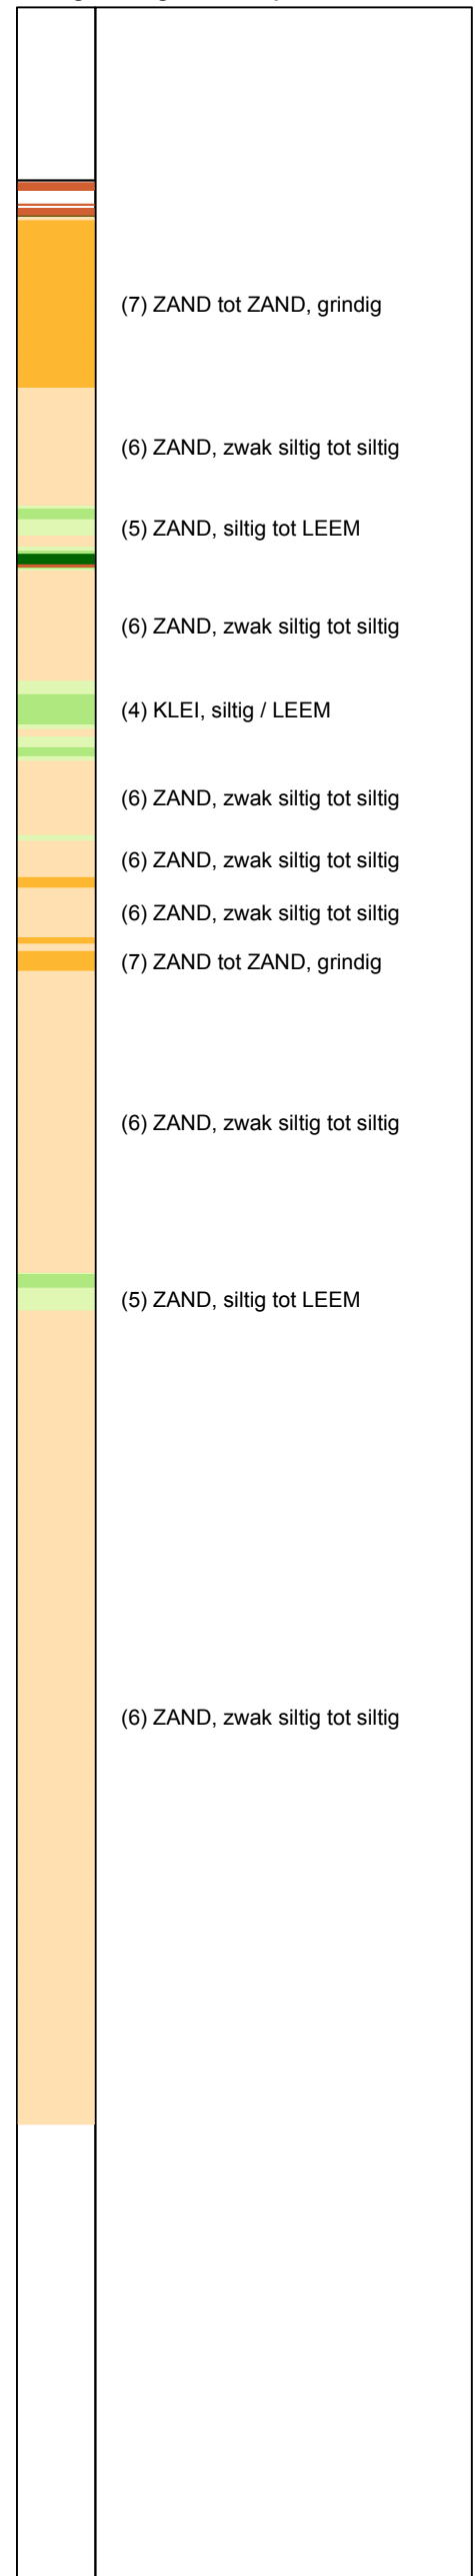 (7) ZAND tot ZAND, grindig
(6) ZAND, zwak siltig tot siltig
(5) ZAND, siltig tot LEEM
(6) ZAND, zwak siltig tot siltig
(4) KLEI, siltig / LEEM
(6) ZAND, zwak siltig tot siltig
(6) ZAND, zwak siltig tot siltig
(6) ZAND, zwak siltig tot siltig
(7) ZAND tot ZAND, grindig
(6) ZAND, zwak siltig tot siltig
(5) ZAND, siltig tot LEEM
(6) ZAND, zwak siltig tot siltig